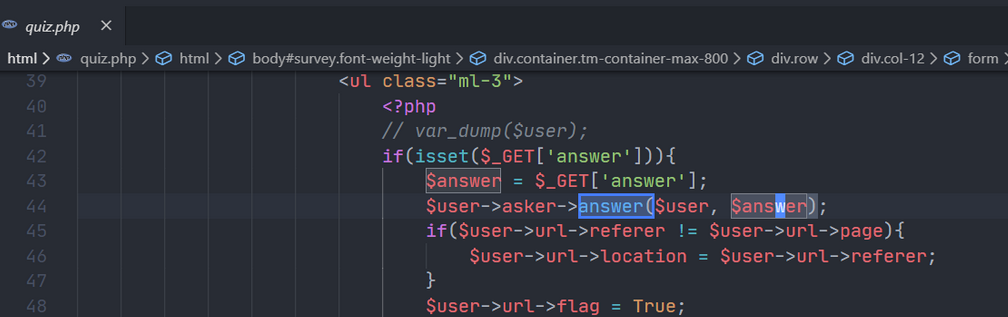 quiz.php ×
html > quiz.php > html > body#survey.font-weight-light > div.container.tm-container-max-800 > div.row > div.col-12 > form
39 <ul class="ml-3">
40 <?php
41 // var_dump($user);
42 if(isset($_GET['answer'])){
43 $answer = $_GET['answer'];
44 $user->asker->answer($user, $answer);
45 if($user->url->referer != $user->url->page){
46 $user->url->location = $user->url->referer;
47 }
48 $user->url->flag = True;